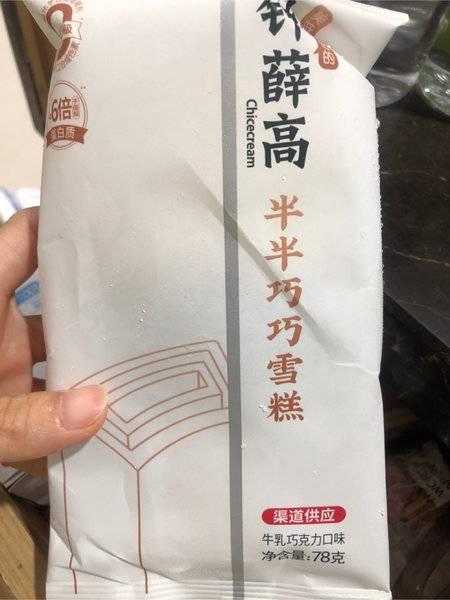 钟薛高
Chicecream
半半巧巧雪糕
6倍
蛋白质
渠道供应
牛乳巧克力口味
净含量:78克